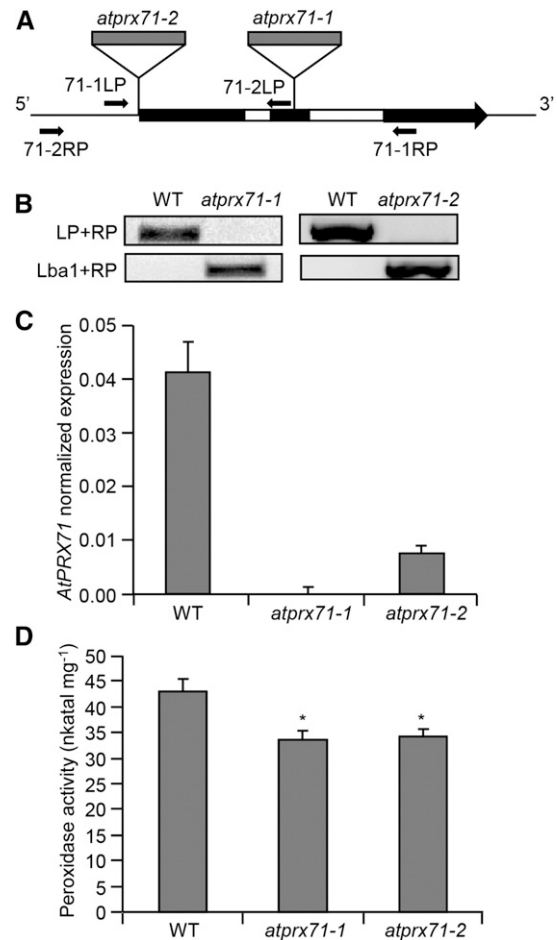 A
atprx71-2 atprx71-1
71-1LP 71-2LP
5’ 3’
71-2RP 71-1RP
B
WT atprx71-1 WT atprx71-2
LP+RP
Lba1+RP
C
AtPRX71 normalized expression
0.05
0.04
0.03
0.02
0.01
0.00
WT atprx71-1 atprx71-2
D
Peroxidase activity (nkatal mg-1)
50
45
40
35
30
25
20
15
10
5
0
* *
WT atprx71-1 atprx71-2